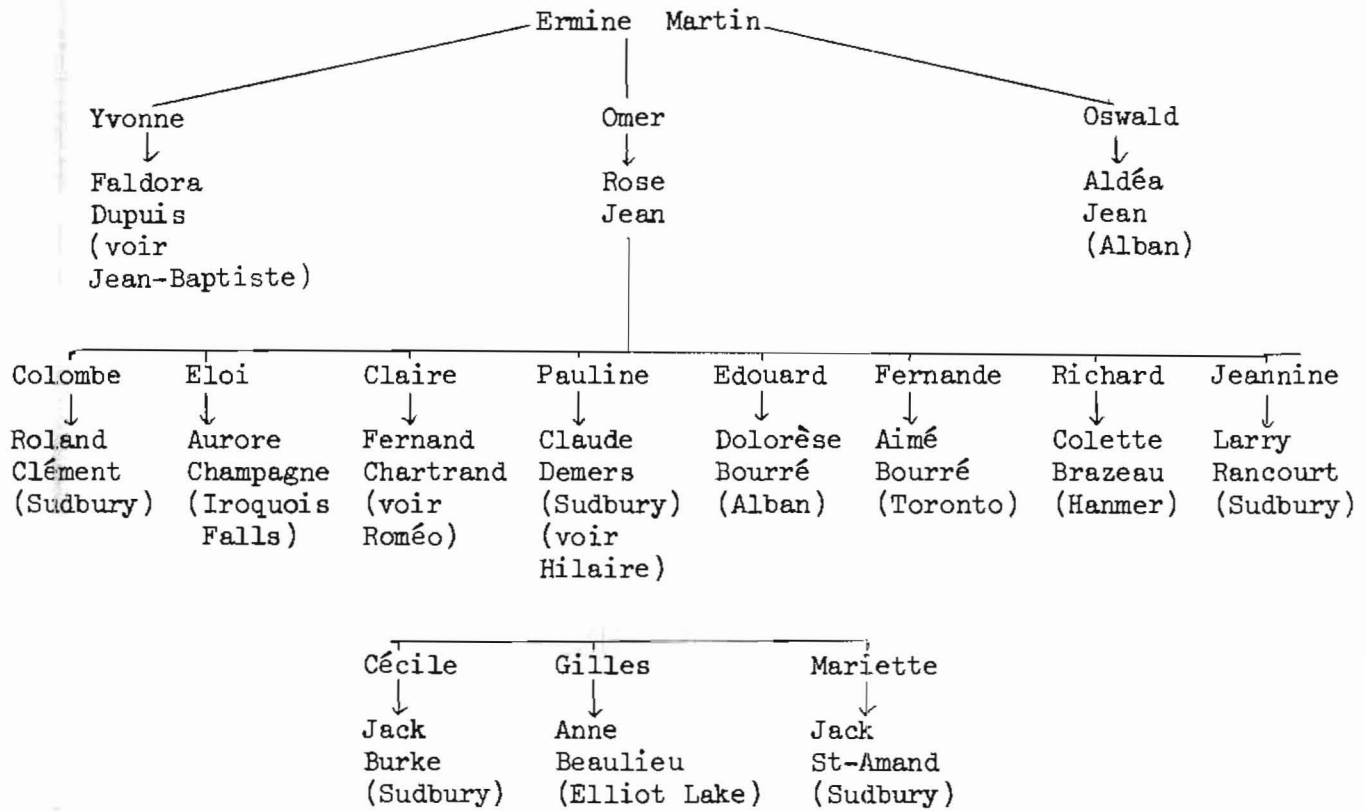 Ermine Martin
Yvonne Omer Oswald
Faldora
Dupuis
(voir
Jean-Baptiste)
Rose
Jean
Aldéa
Jean
(Alban)
Colombe Eloi Claire Pauline Edouard Fernande Richard Jeannine
Roland
Clément
(Sudbury)
Aurore
Champagne
(Iroquois
Falls)
Fernand
Chartrand
(voir
Roméo)
Claude
Demers
(Sudbury)
(voir
Hilaire)
Dolorèse
Bourré
(Alban)
Aimé
Bourré
(Toronto)
Colette
Brazeau
(Hanmer)
Larry
Rancourt
(Sudbury)
Cécile Gilles Mariette
Jack
Burke
(Sudbury)
Anne
Beaulieu
(Elliot Lake)
Jack
St-Amand
(Sudbury)